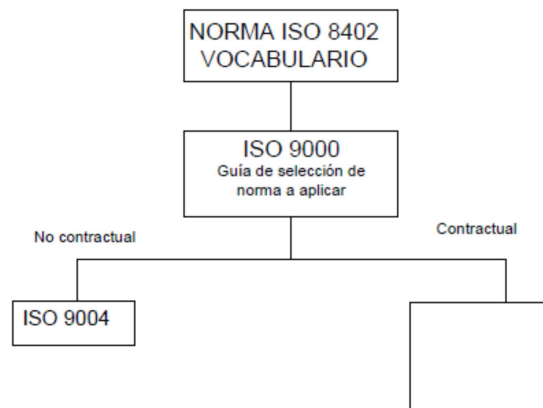 NORMA ISO 8402
VOCABULARIO
ISO 9000
Guía de selección de
norma a aplicar
No contractual
Contractual
ISO 9004